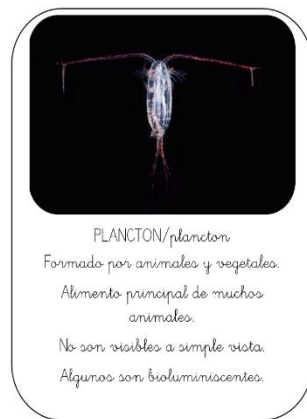 PLANCTON/plancton
Formado por animales y vegetales.
Alimento principal de muchos
animales.
No son visibles a simple vista.
Algunos son bioluminiscentes.